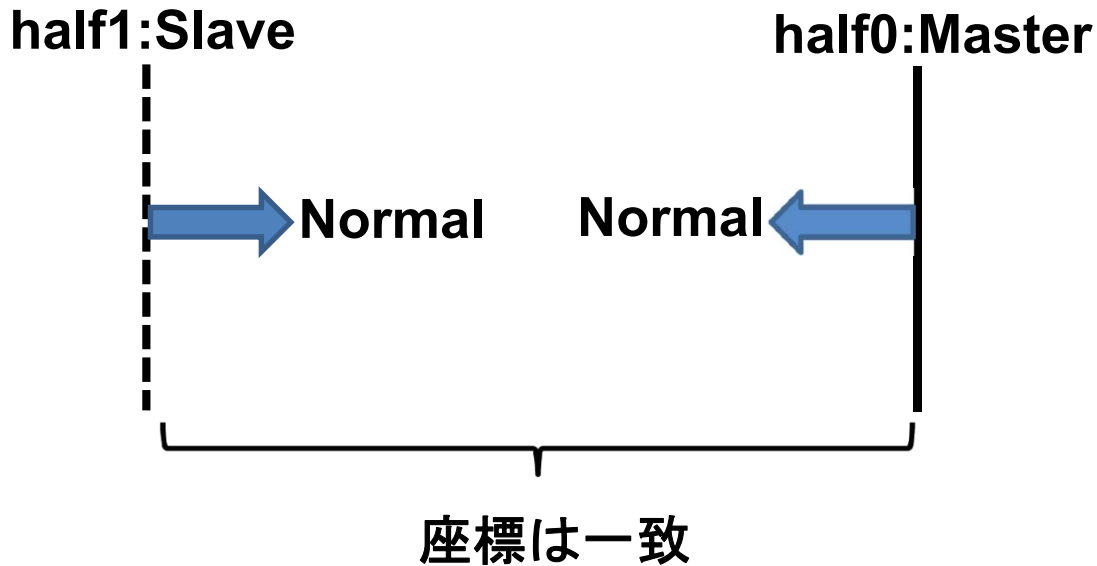 half1:Slave
half0:Master
Normal
Normal
座標は一致